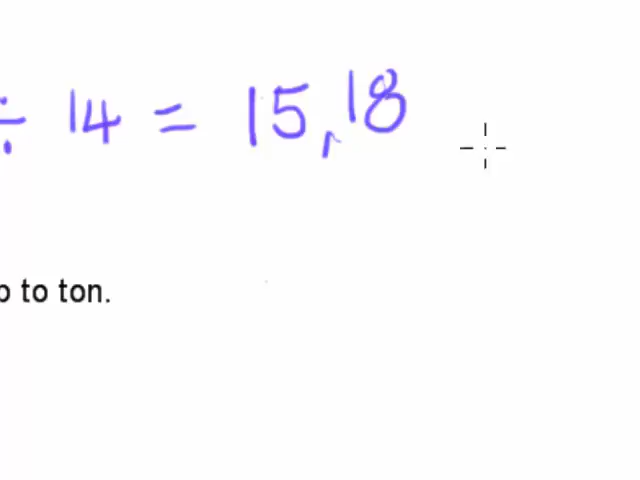 ÷ 14 = 15,18
to ton.